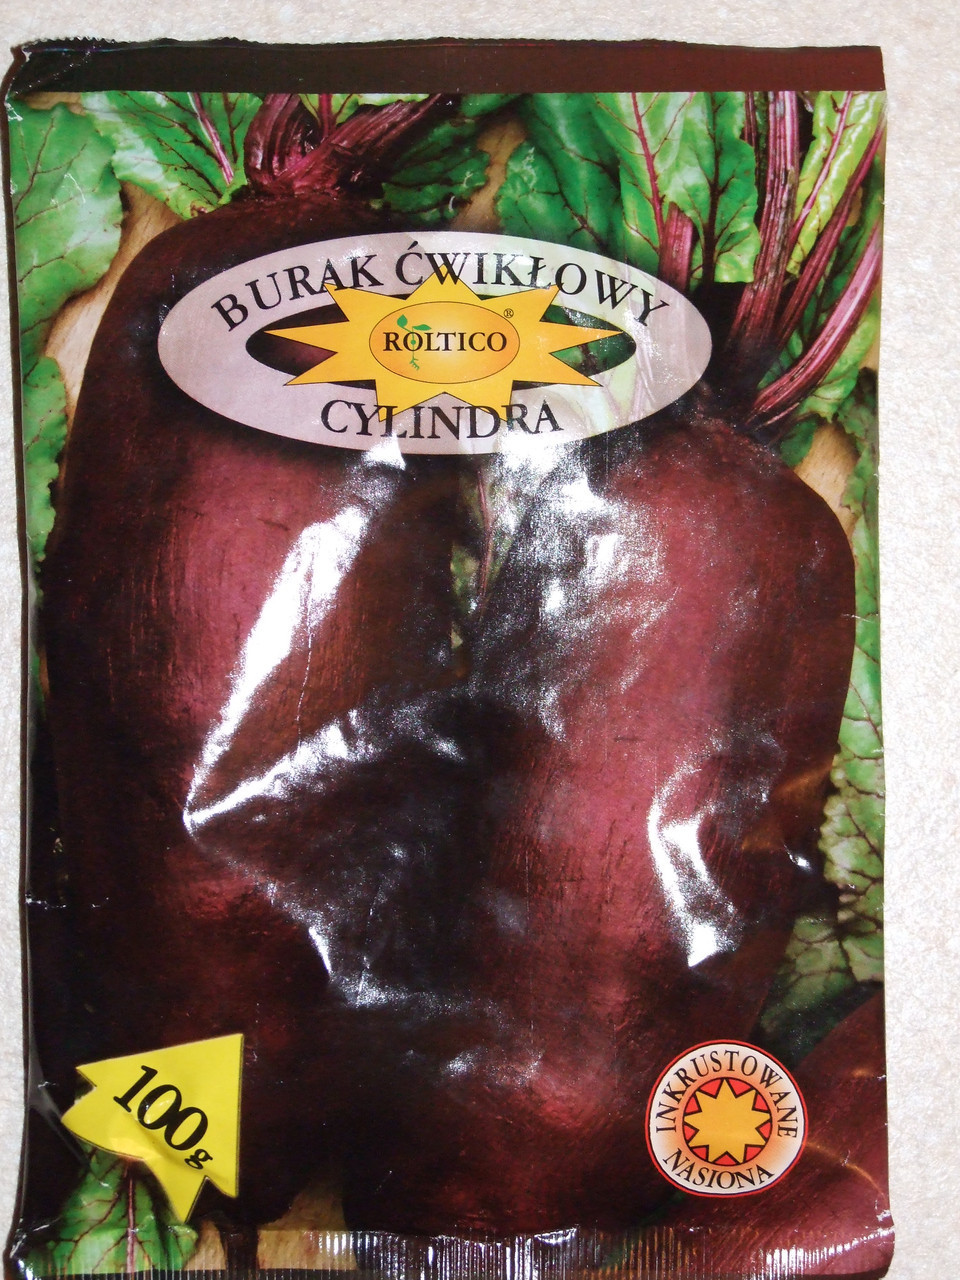 BURAK ĆWIKŁOWY
ROLTICO®
CYLINDRA
100g
INKRUSTOWANE
NASIONA